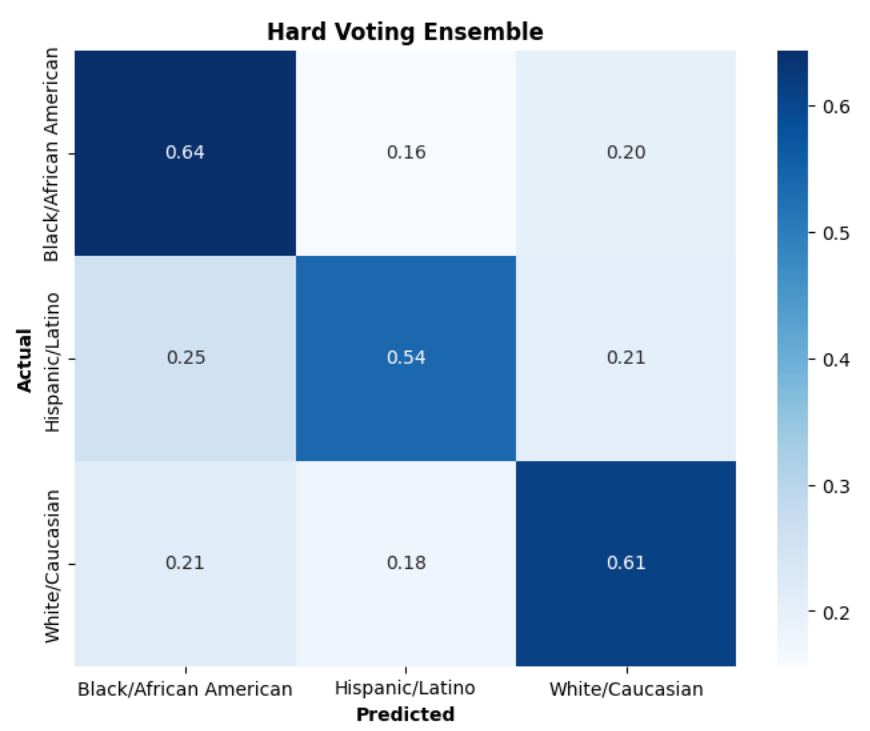 Hard Voting Ensemble
Actual
Black/African American
Hispanic/Latino
White/Caucasian
0.64 0.16 0.20
0.25 0.54 0.21
0.21 0.18 0.61
Black/African American Hispanic/Latino White/Caucasian
Predicted
0.6
0.5
0.4
0.3
0.2